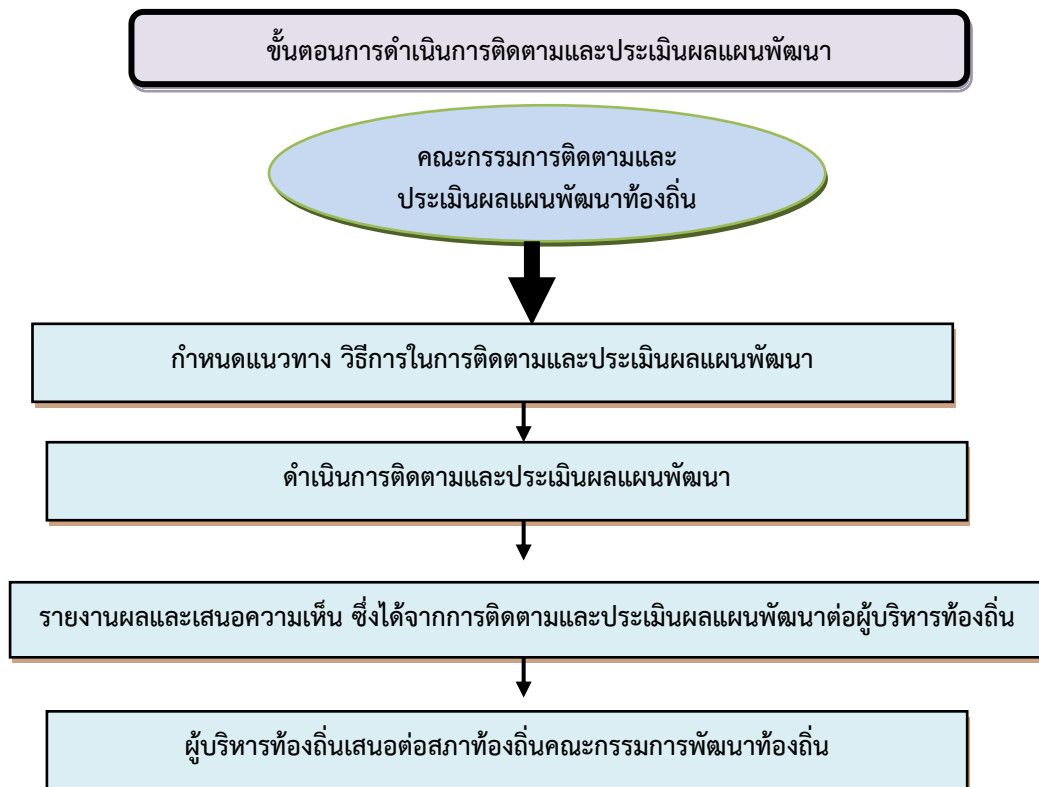 ขั้นตอนการดำเนินการติดตามและประเมินผลแผนพัฒนา
คณะกรรมการติดตามและ
ประเมินผลแผนพัฒนาท้องถิ่น
กำหนดแนวทาง วิธีการในการติดตามและประเมินผลแผนพัฒนา
ดำเนินการติดตามและประเมินผลแผนพัฒนา
รายงานผลและเสนอความเห็น ซึ่งได้จากการติดตามและประเมินผลแผนพัฒนาต่อผู้บริหารท้องถิ่น
ผู้บริหารท้องถิ่นเสนอต่อสภาท้องถิ่นคณะกรรมการพัฒนาท้องถิ่น